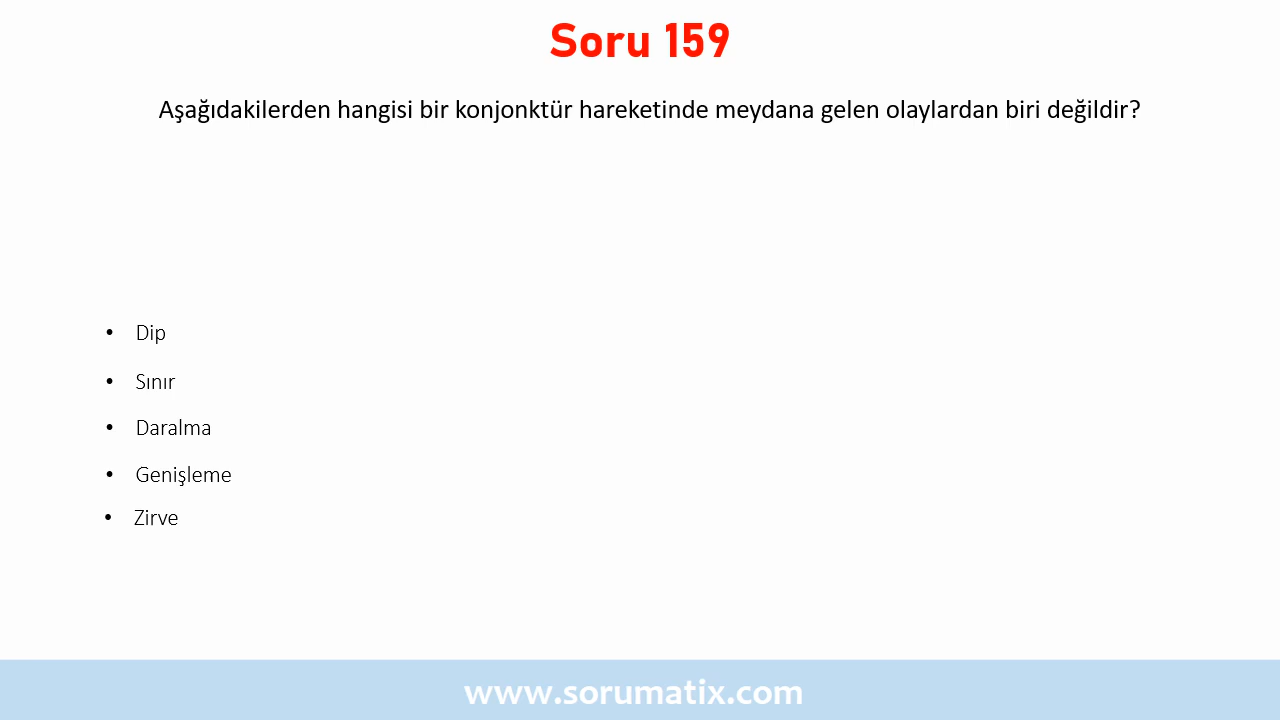 Soru 159
Aşağıdakilerden hangisi bir konjonktür hareketinde meydana gelen olaylardan biri değildir?
• Dip
• Sınır
• Daralma
• Genişleme
• Zirve
www.sorumatix.com